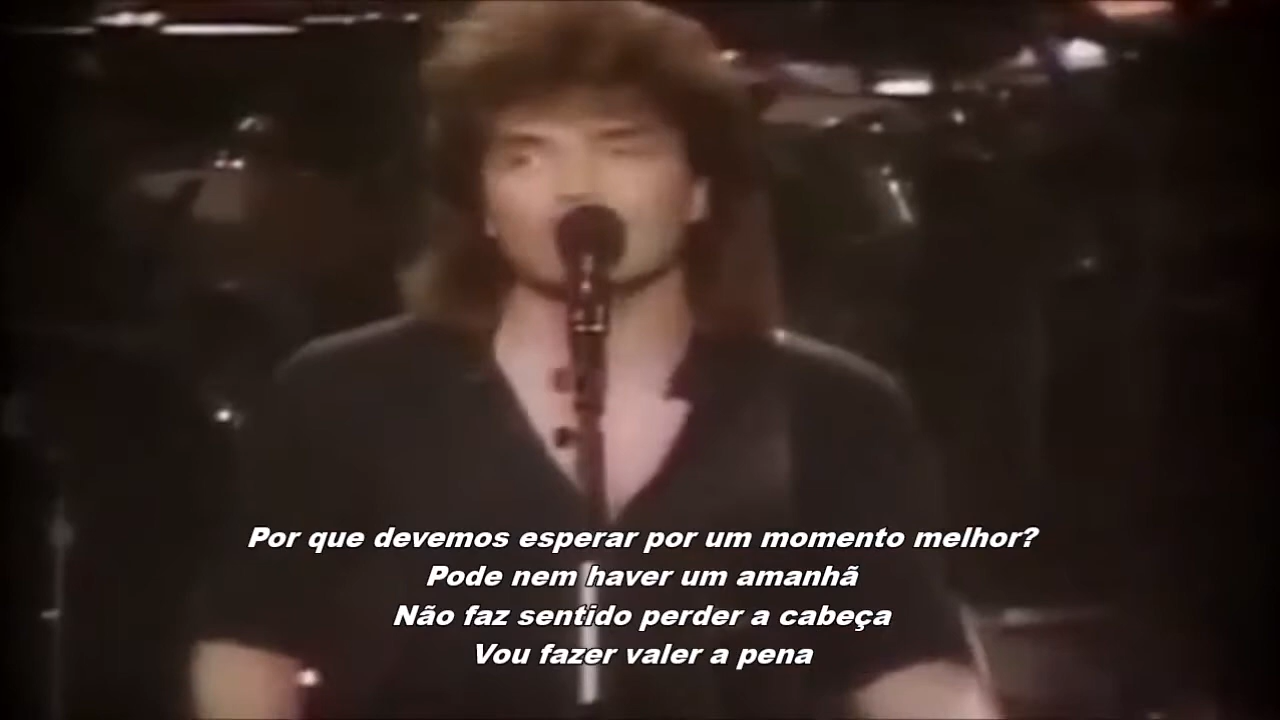 Por que devemos esperar por um momento melhor?
Pode nem haver um amanhã
Não faz sentido perder a cabeça
Vou fazer valer a pena